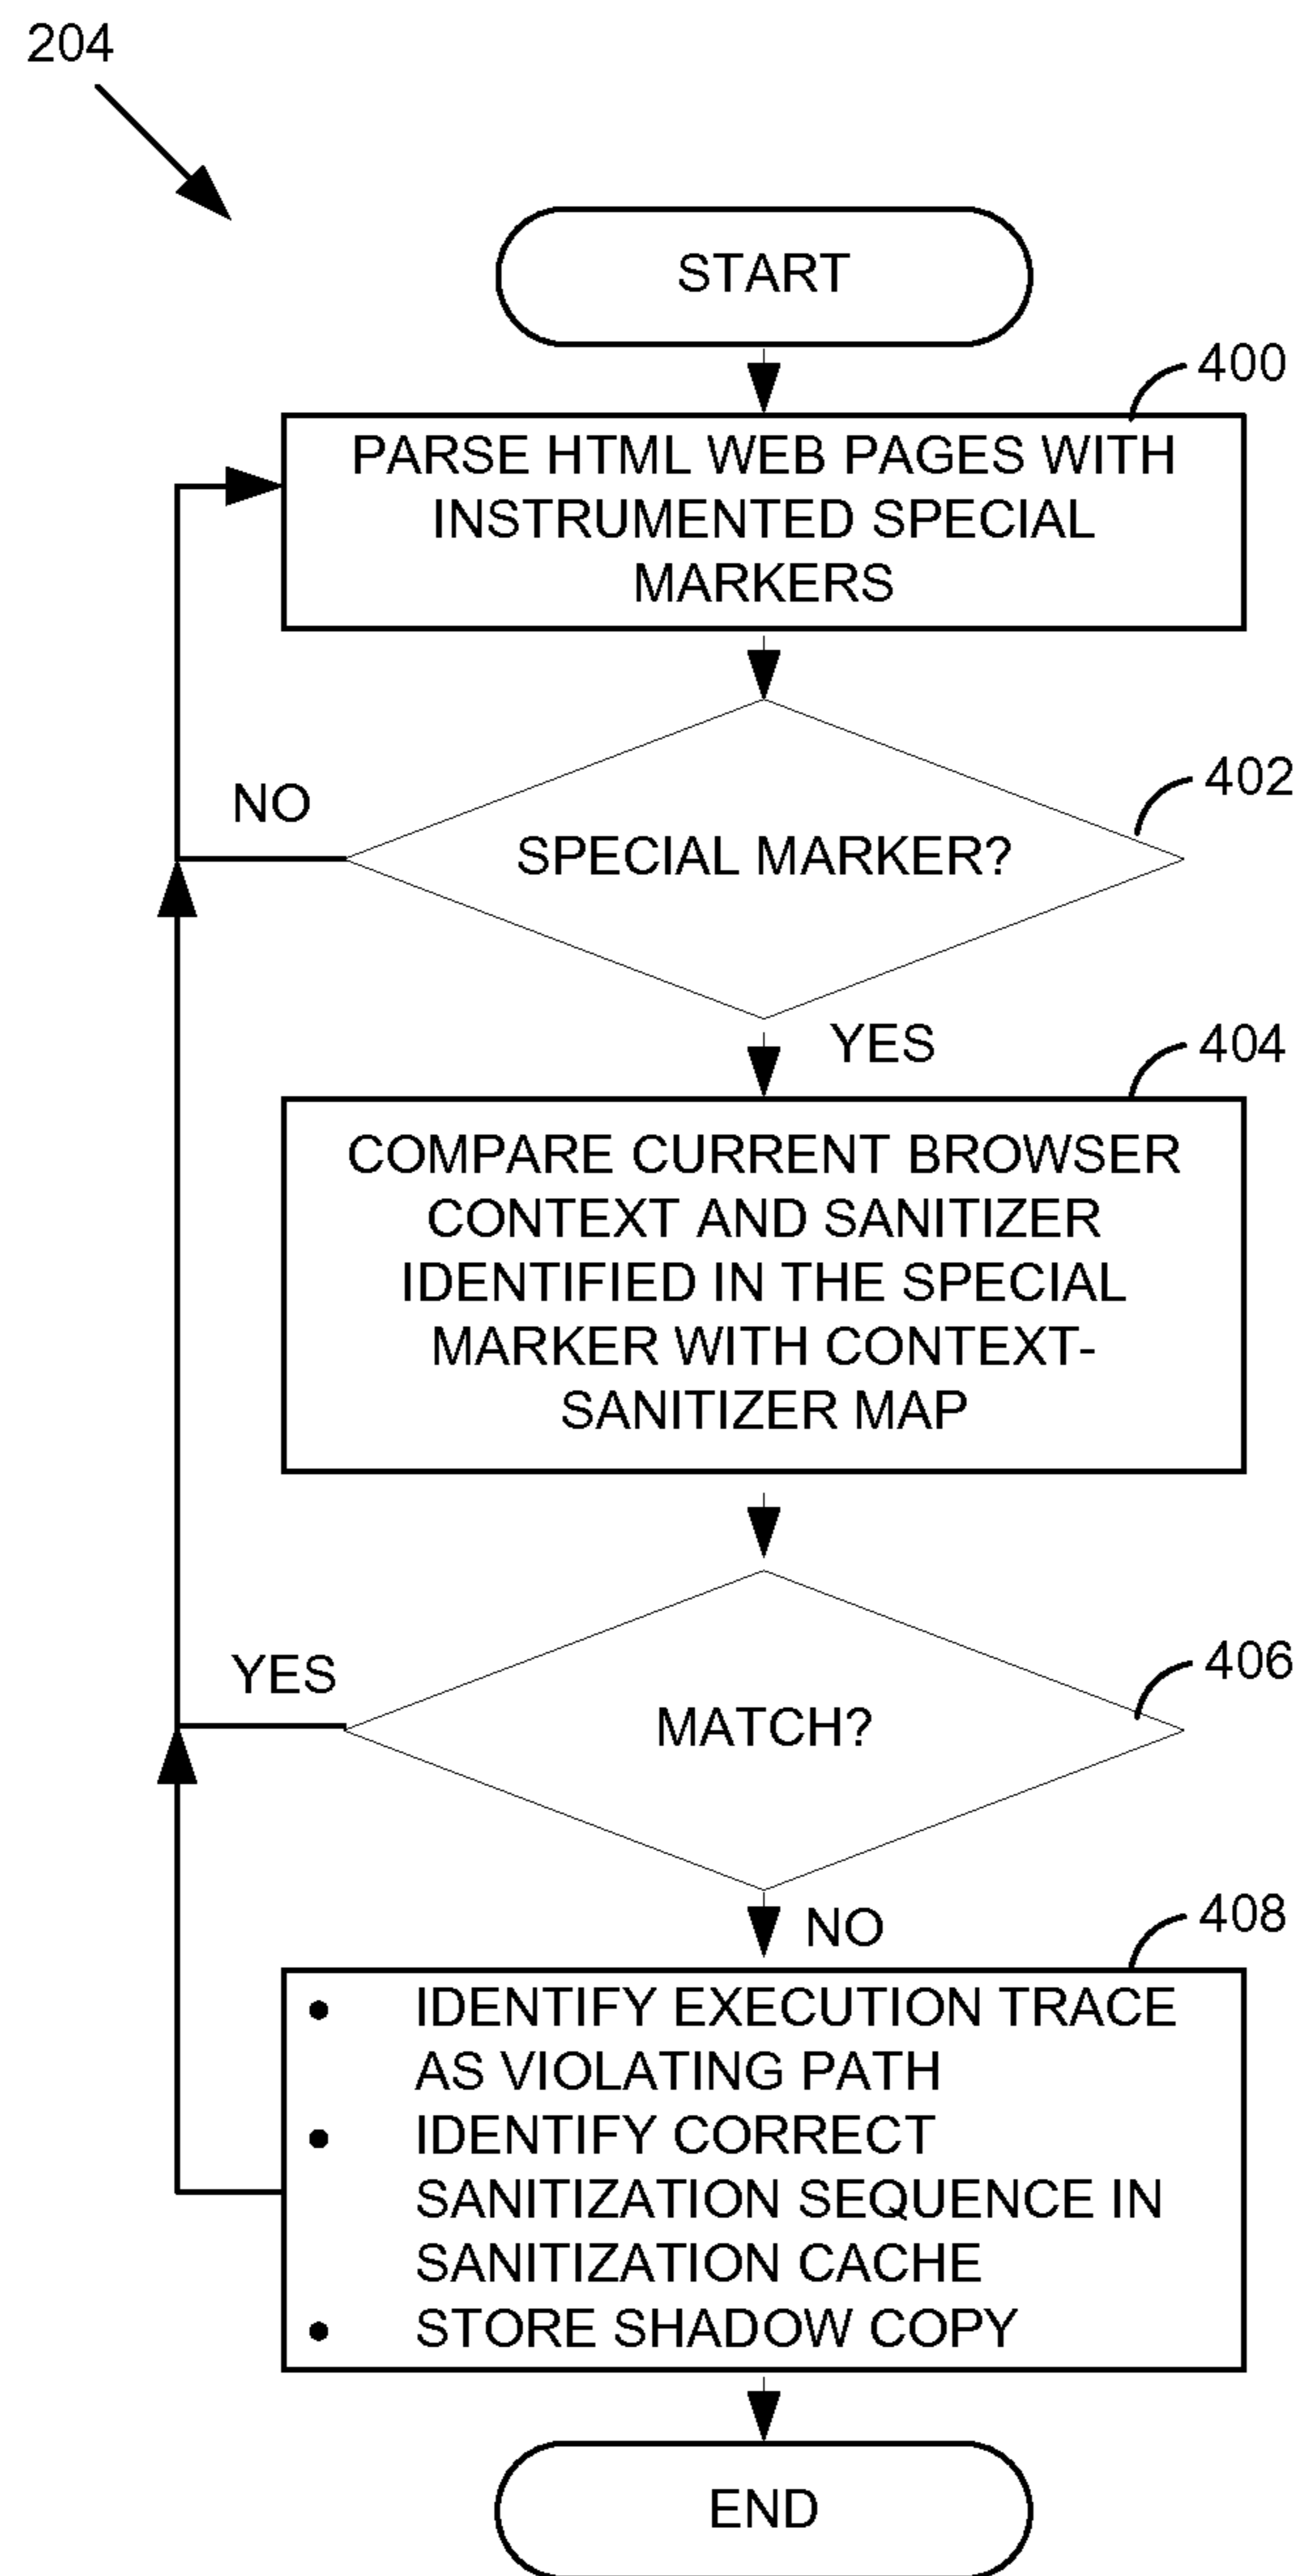 204
START
400
PARSE HTML WEB PAGES WITH
INSTRUMENTED SPECIAL
MARKERS
402
NO
SPECIAL MARKER?
YES
404
COMPARE CURRENT BROWSER
CONTEXT AND SANITIZER
IDENTIFIED IN THE SPECIAL
MARKER WITH CONTEXT-
SANITIZER MAP
406
YES
MATCH?
NO
408
• IDENTIFY EXECUTION TRACE
AS VIOLATING PATH
• IDENTIFY CORRECT
SANITIZATION SEQUENCE IN
SANITIZATION CACHE
• STORE SHADOW COPY
END